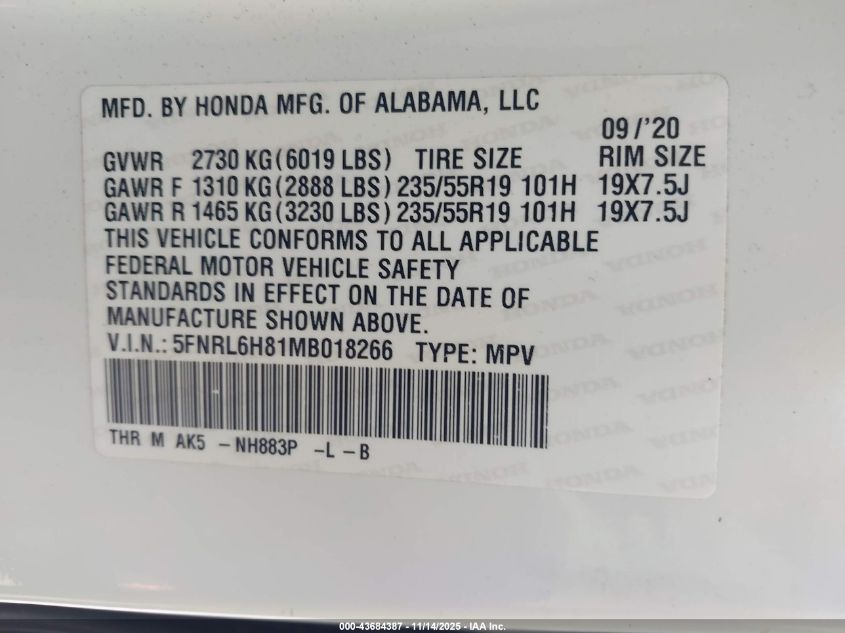 MFD. BY HONDA MFG. OF ALABAMA, LLC
09/'20
GVWR 2730 KG (6019 LBS) TIRE SIZE RIM SIZE
GAWR F 1310 KG (2888 LBS) 235/55R19 101H 19X7.5J
GAWR R 1465 KG (3230 LBS) 235/55R19 101H 19X7.5J
THIS VEHICLE CONFORMS TO ALL APPLICABLE
FEDERAL MOTOR VEHICLE SAFETY
STANDARDS IN EFFECT ON THE DATE OF
MANUFACTURE SHOWN ABOVE.
V.I.N.: 5FNRL6H81MB018266 TYPE: MPV
THR M AK5 -NH883P -L -B
000-43684387 - 11/14/2025 - IAA Inc.